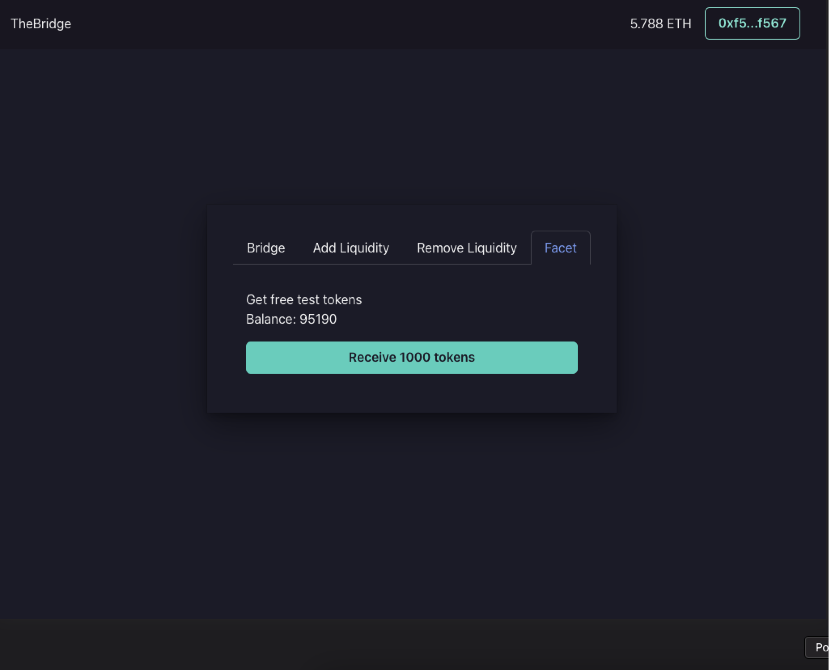 TheBridge
5.788 ETH
0xf5...f567
Bridge
Add Liquidity
Remove Liquidity
Facet
Get free test tokens
Balance: 95190
Receive 1000 tokens
Po